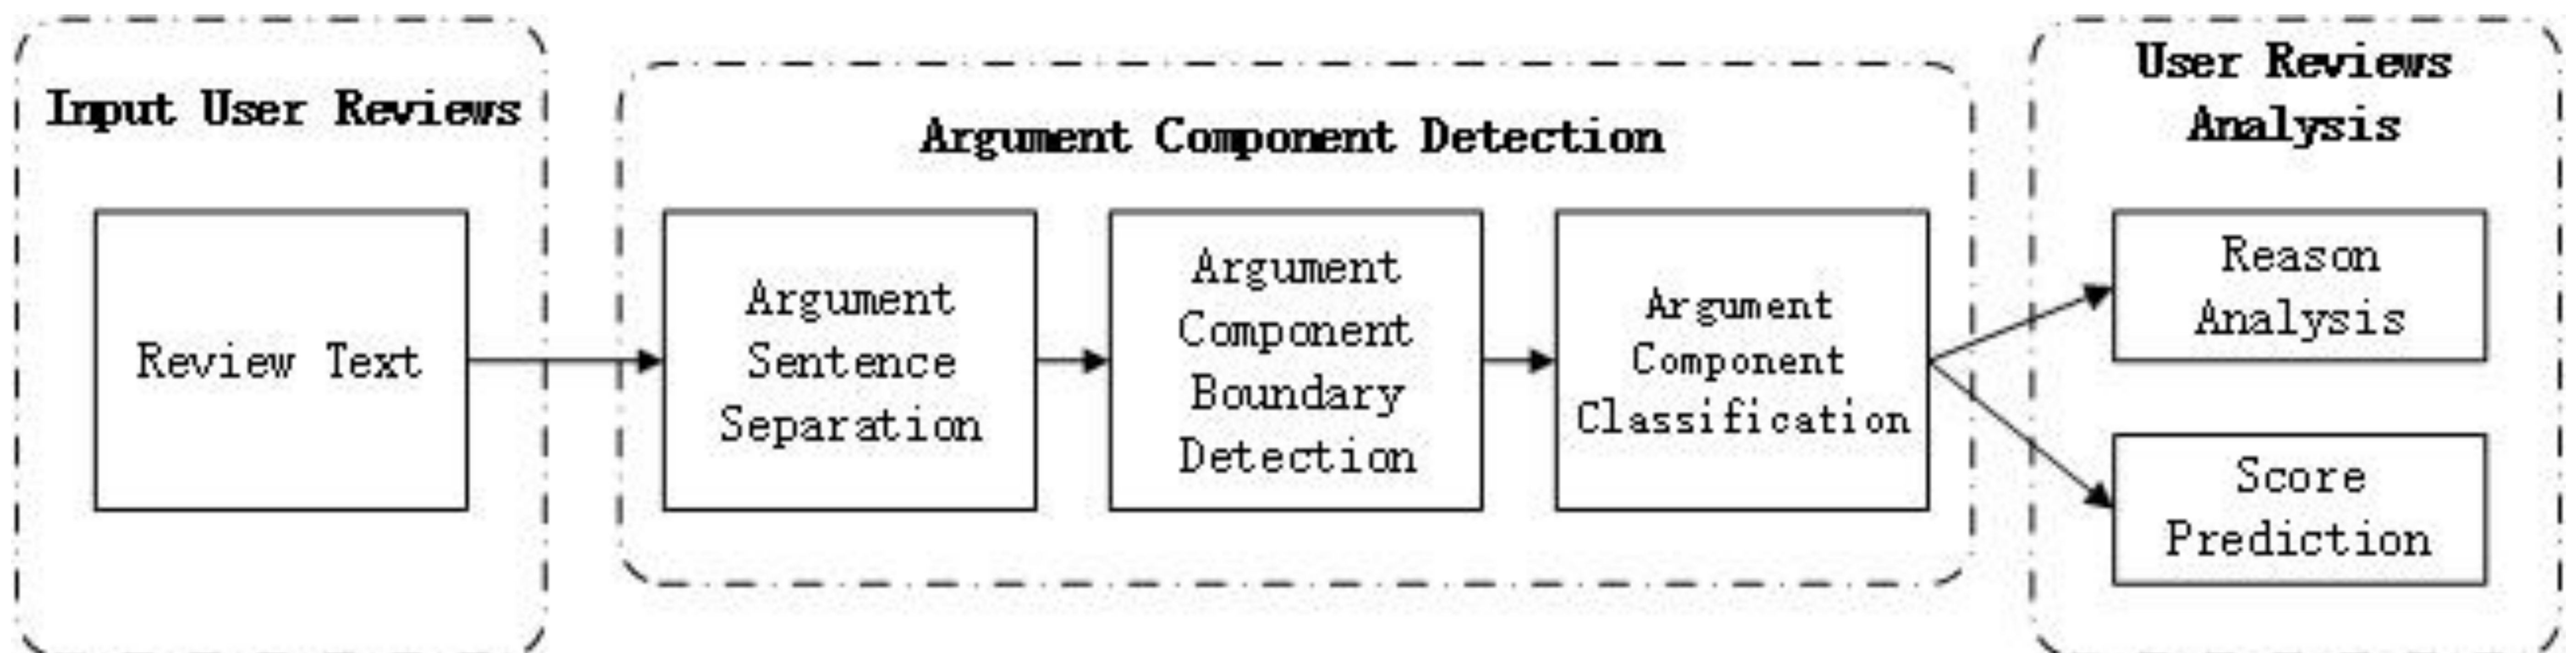 Input User Reviews
Review Text
Argument Component Detection
Argument
Sentence
Separation
Argument
Component
Boundary
Detection
Argument
Component
Classification
User Reviews
Analysis
Reason
Analysis
Score
Prediction